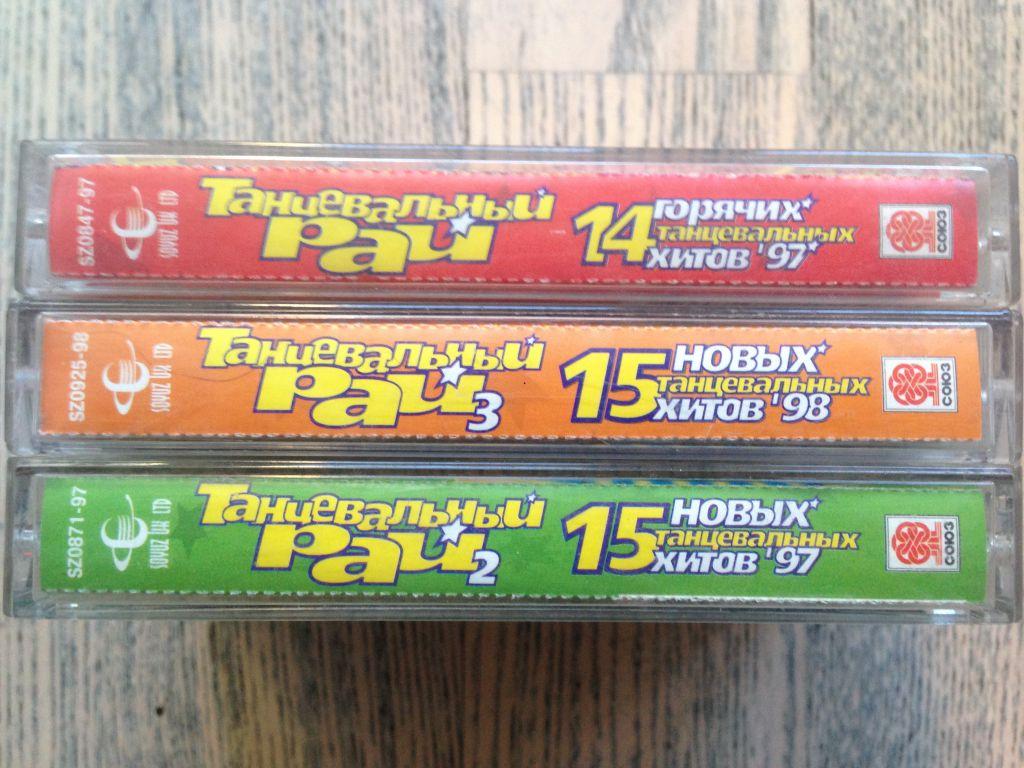 SZ0847-97
SOYUZ UK LTD
Танцевальный
рай
14 горячих
танцевальных
хитов '97
СОЮЗ
SZ0925-98
SOYUZ UK LTD
Танцевальный
рай 3
15 новых
танцевальных
хитов '98
СОЮЗ
SZ0871-97
SOYUZ UK LTD
Танцевальный
рай 2
15 новых
танцевальных
хитов '97
СОЮЗ